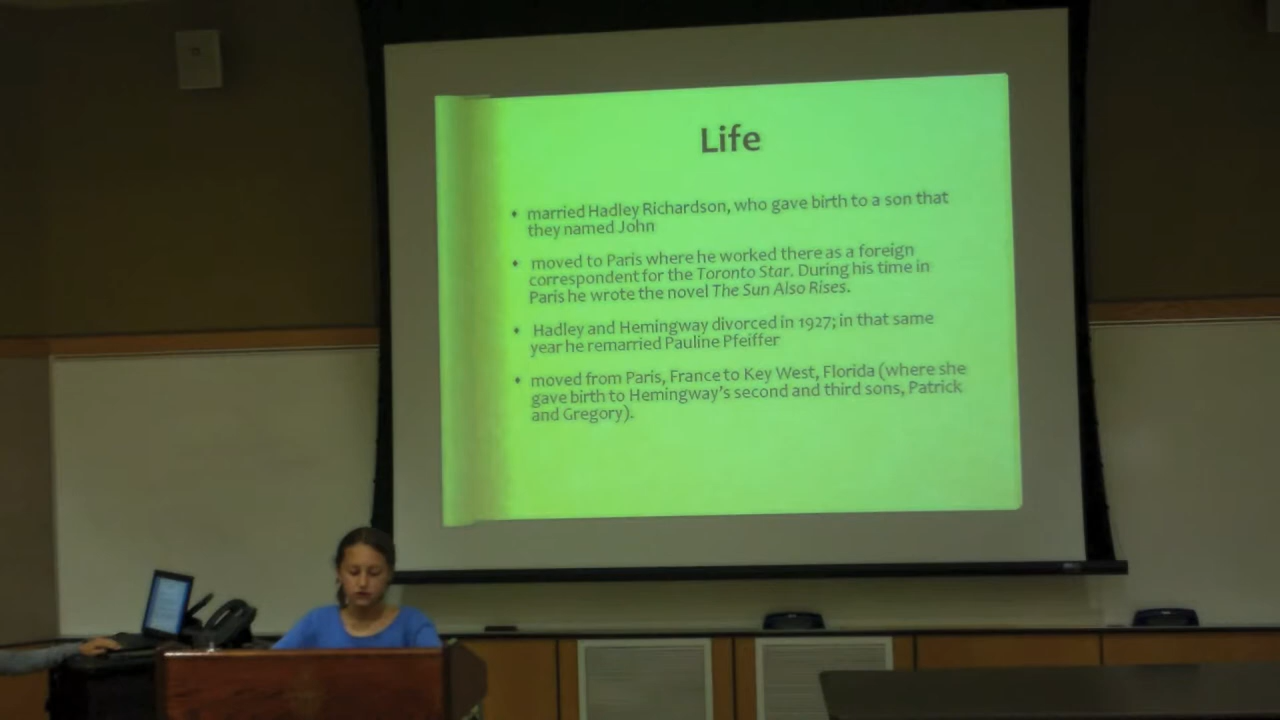 Life
• married Hadley Richardson, who gave birth to a son that
they named John
• moved to Paris where he worked there as a foreign
correspondent for the Toronto Star. During his time in
Paris he wrote the novel The Sun Also Rises.
• Hadley and Hemingway divorced in 1927; in that same
year he remarried Pauline Pfeiffer
• moved from Paris, France to Key West, Florida (where she
gave birth to Hemingway's second and third sons, Patrick
and Gregory).